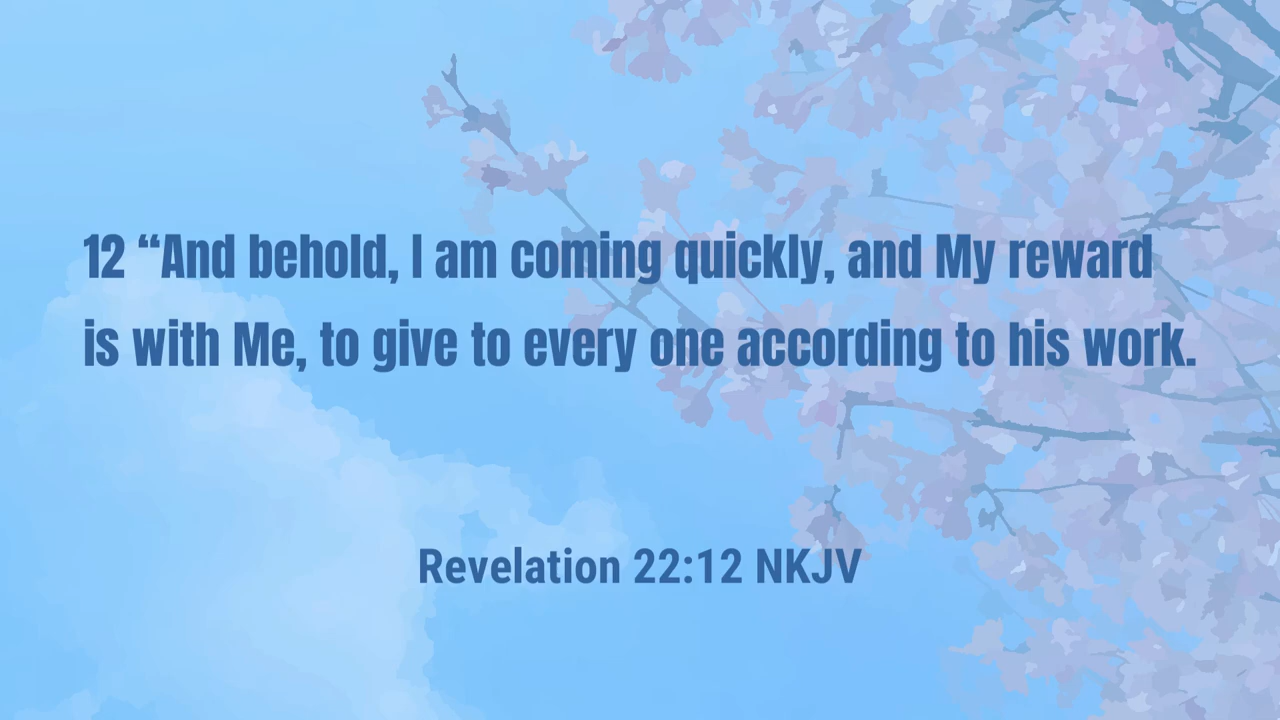 12 “And behold, I am coming quickly, and My reward
is with Me, to give to every one according to his work.
Revelation 22:12 NKJV